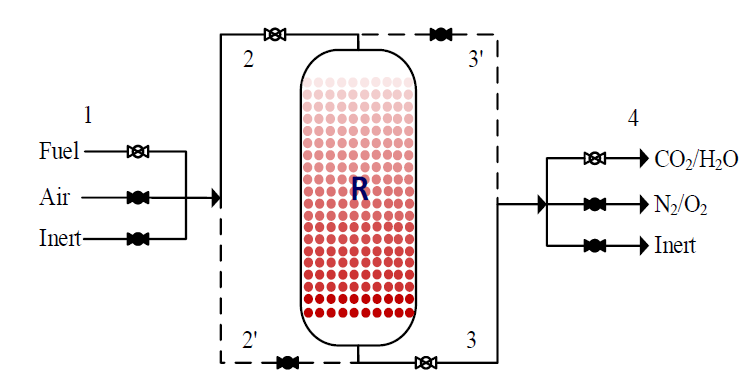 2
3'
1
4
Fuel
CO₂/H₂O
R
Air
N₂/O₂
Inert
Inert
2'
3